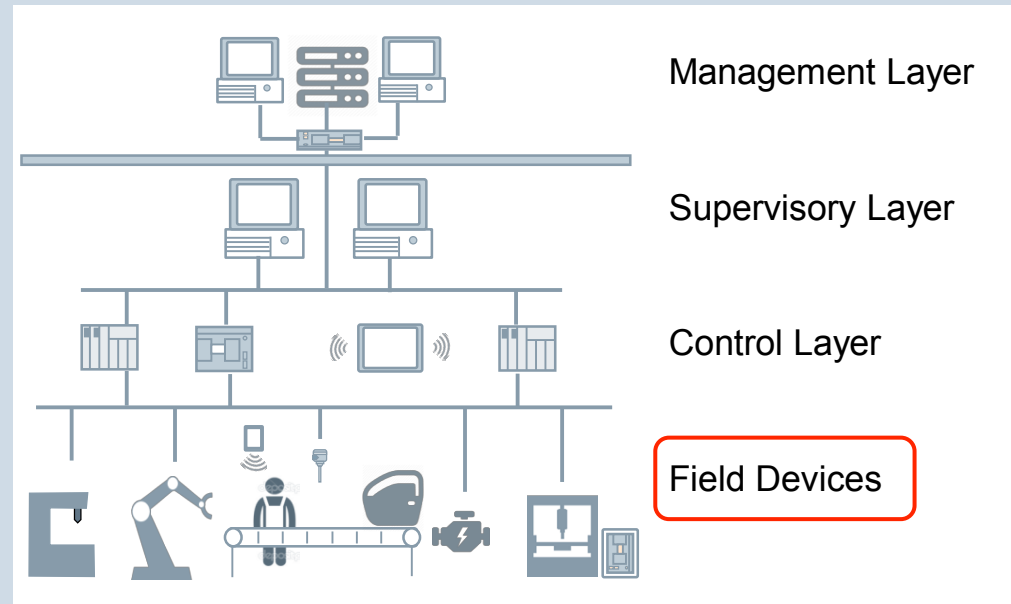 Management Layer
Supervisory Layer
Control Layer
Field Devices